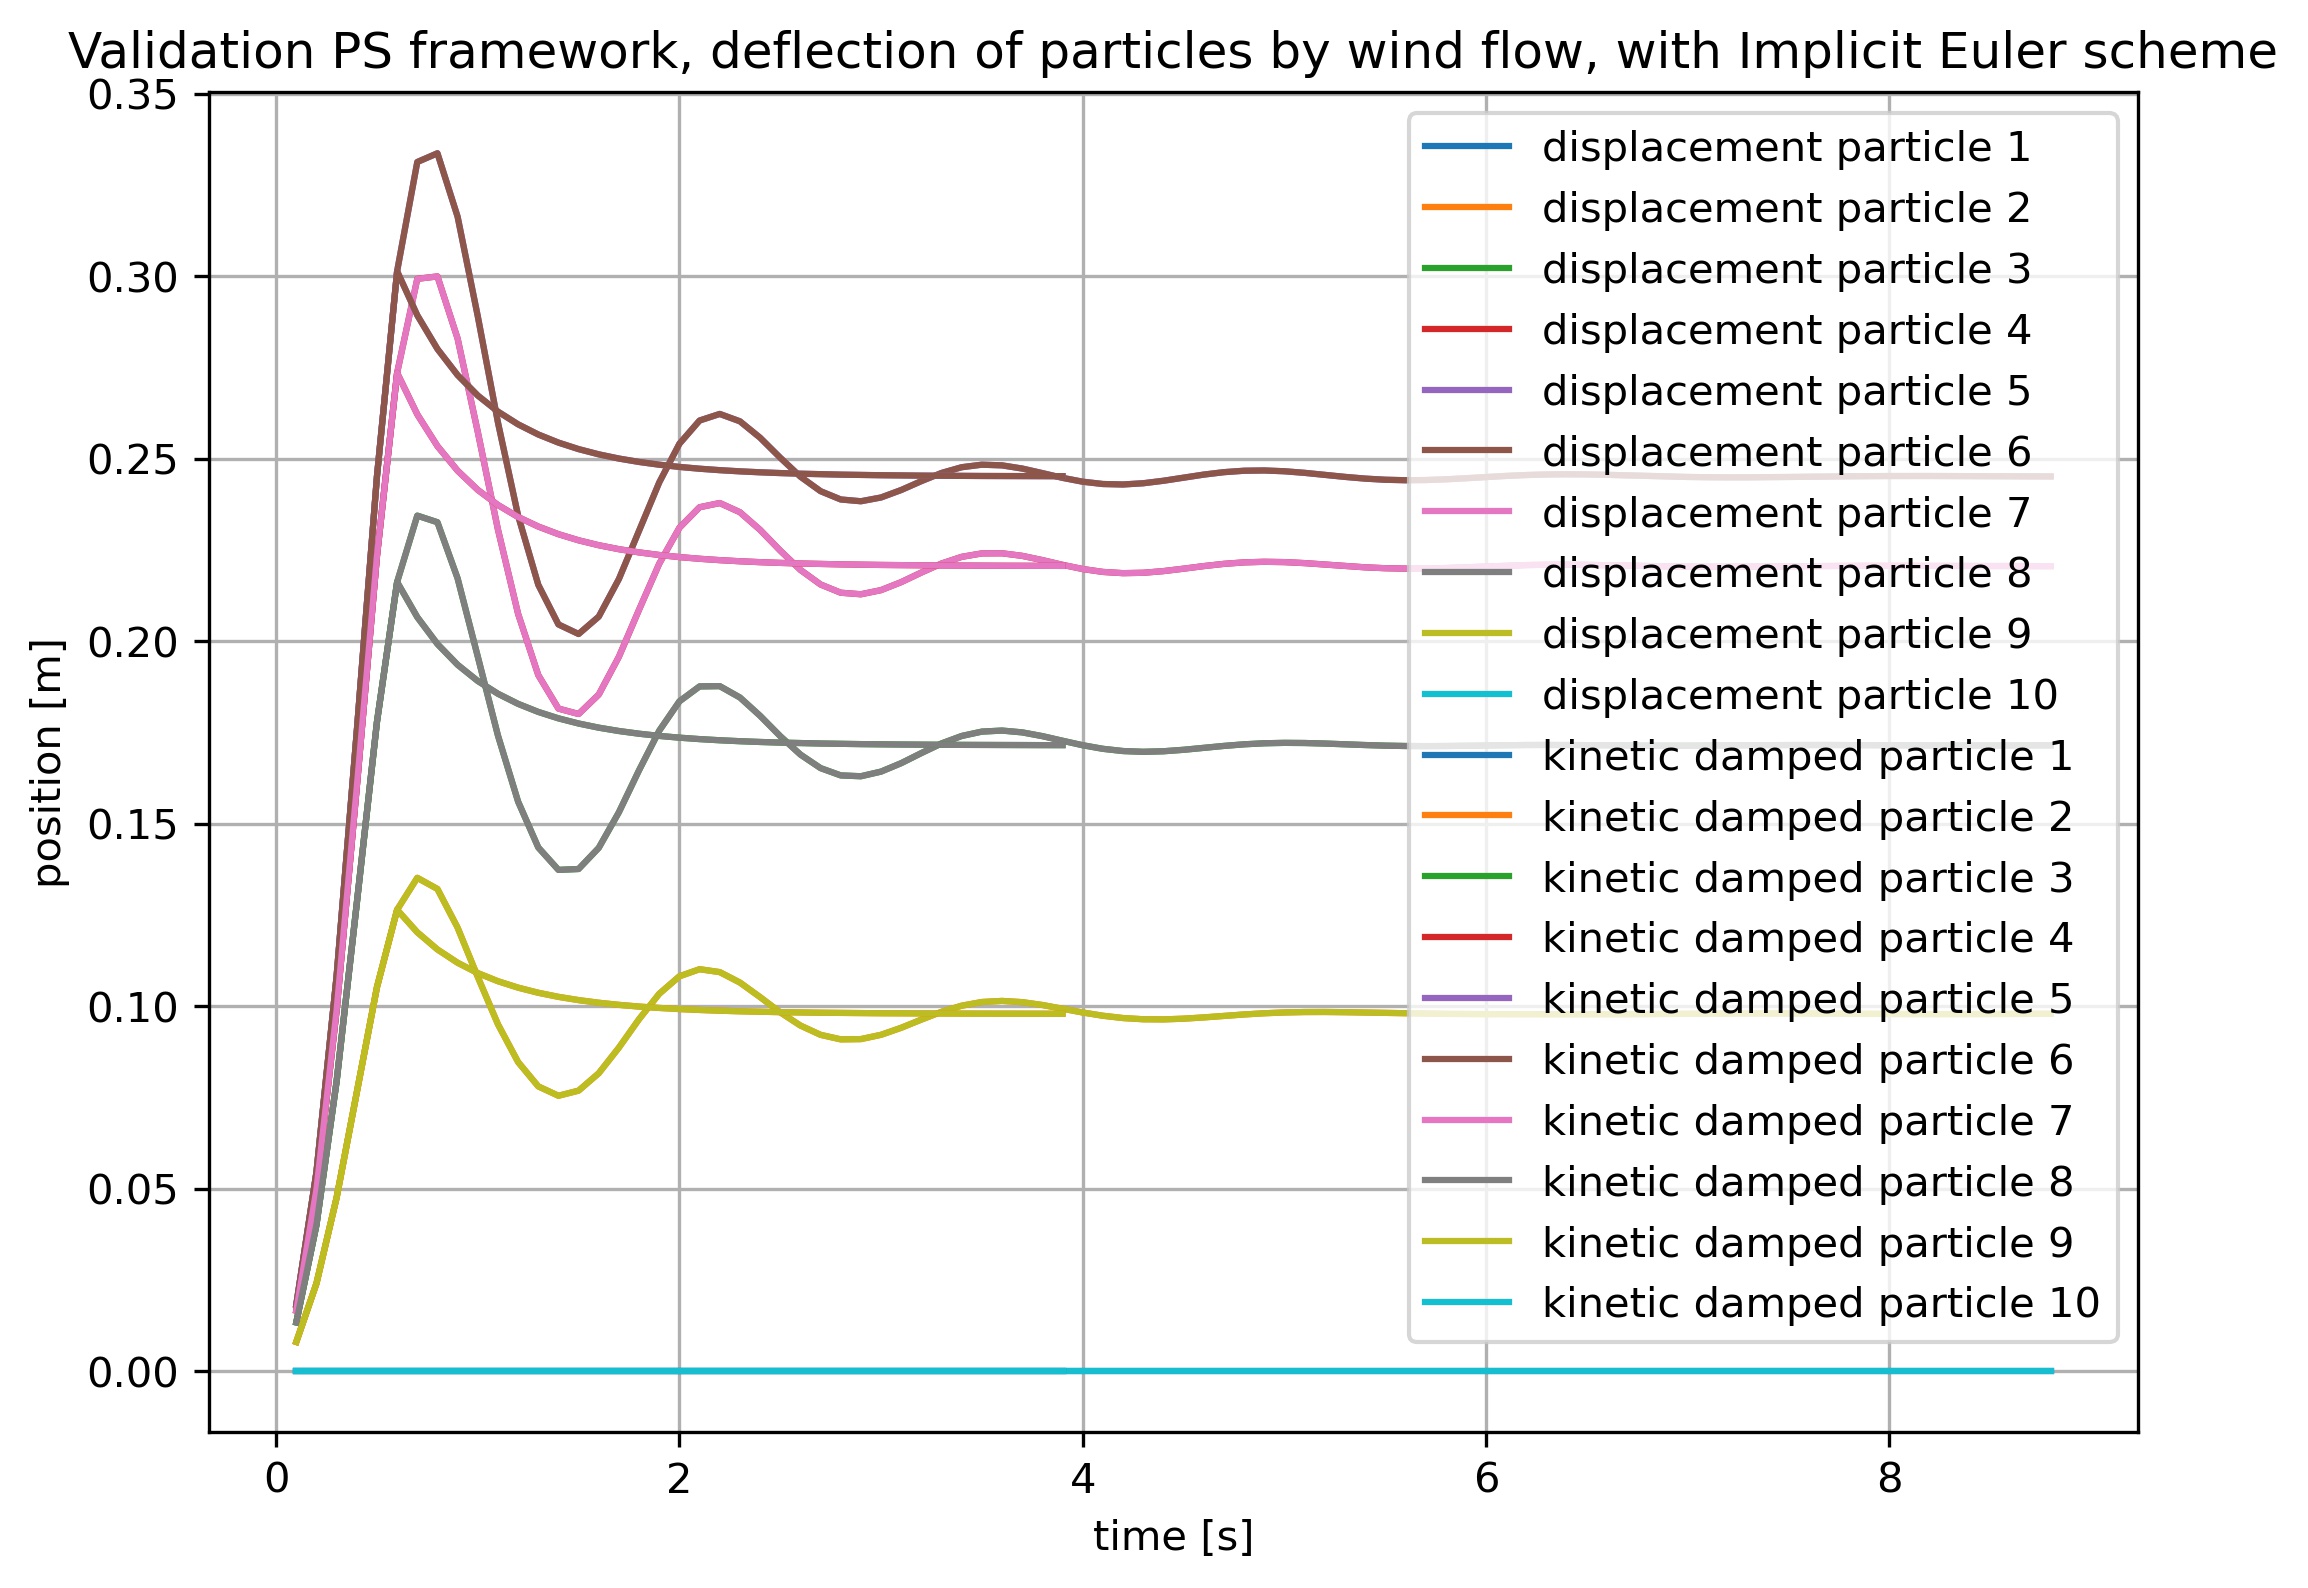 Validation PS framework, deflection of particles by wind flow, with Implicit Euler scheme
position [m]
0.35
0.30
0.25
0.20
0.15
0.10
0.05
0.00
displacement particle 1
displacement particle 2
displacement particle 3
displacement particle 4
displacement particle 5
displacement particle 6
displacement particle 7
displacement particle 8
displacement particle 9
displacement particle 10
kinetic damped particle 1
kinetic damped particle 2
kinetic damped particle 3
kinetic damped particle 4
kinetic damped particle 5
kinetic damped particle 6
kinetic damped particle 7
kinetic damped particle 8
kinetic damped particle 9
kinetic damped particle 10
0 2 4 6 8
time [s]